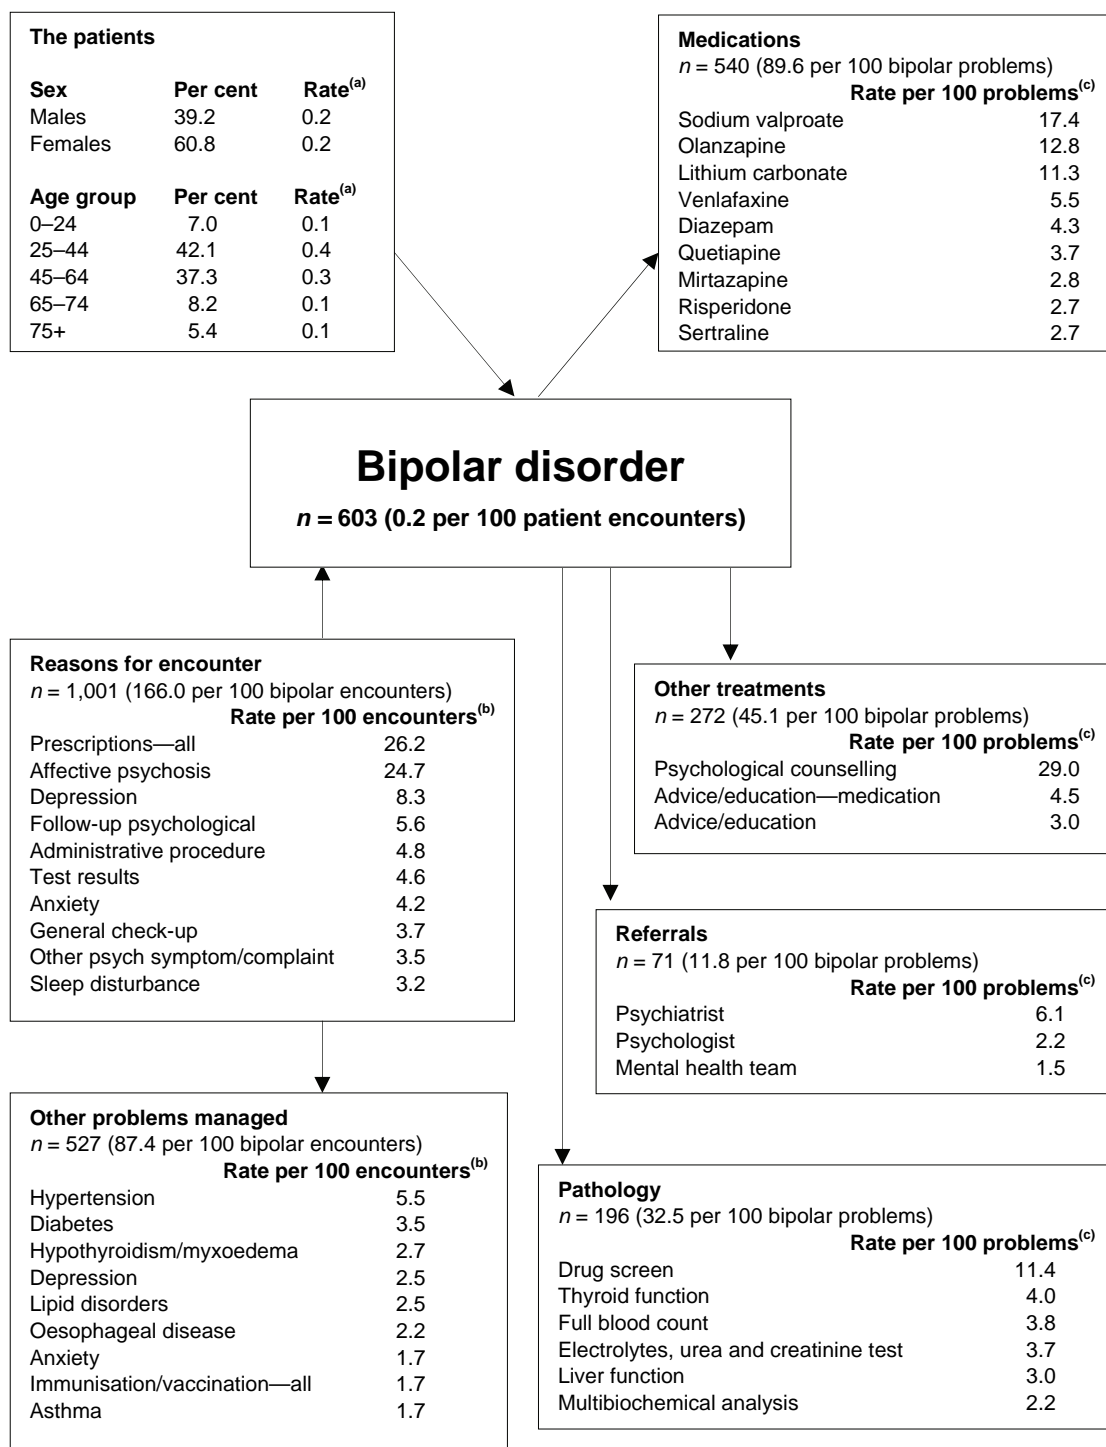 The patients
Sex Per cent Rate(a)
Males 39.2 0.2
Females 60.8 0.2
Age group Per cent Rate(a)
0–24 7.0 0.1
25–44 42.1 0.4
45–64 37.3 0.3
65–74 8.2 0.1
75+ 5.4 0.1
Medications
n = 540 (89.6 per 100 bipolar problems)
Rate per 100 problems(c)
Sodium valproate 17.4
Olanzapine 12.8
Lithium carbonate 11.3
Venlafaxine 5.5
Diazepam 4.3
Quetiapine 3.7
Mirtazapine 2.8
Risperidone 2.7
Sertraline 2.7
Bipolar disorder
n = 603 (0.2 per 100 patient encounters)
Reasons for encounter
n = 1,001 (166.0 per 100 bipolar encounters)
Rate per 100 encounters(b)
Prescriptions—all 26.2
Affective psychosis 24.7
Depression 8.3
Follow-up psychological 5.6
Administrative procedure 4.8
Test results 4.6
Anxiety 4.2
General check-up 3.7
Other psych symptom/complaint 3.5
Sleep disturbance 3.2
Other treatments
n = 272 (45.1 per 100 bipolar problems)
Rate per 100 problems(c)
Psychological counselling 29.0
Advice/education—medication 4.5
Advice/education 3.0
Referrals
n = 71 (11.8 per 100 bipolar problems)
Rate per 100 problems(c)
Psychiatrist 6.1
Psychologist 2.2
Mental health team 1.5
Other problems managed
n = 527 (87.4 per 100 bipolar encounters)
Rate per 100 encounters(b)
Hypertension 5.5
Diabetes 3.5
Hypothyroidism/myxoedema 2.7
Depression 2.5
Lipid disorders 2.5
Oesophageal disease 2.2
Anxiety 1.7
Immunisation/vaccination—all 1.7
Asthma 1.7
Pathology
n = 196 (32.5 per 100 bipolar problems)
Rate per 100 problems(c)
Drug screen 11.4
Thyroid function 4.0
Full blood count 3.8
Electrolytes, urea and creatinine test 3.7
Liver function 3.0
Multibiochemical analysis 2.2